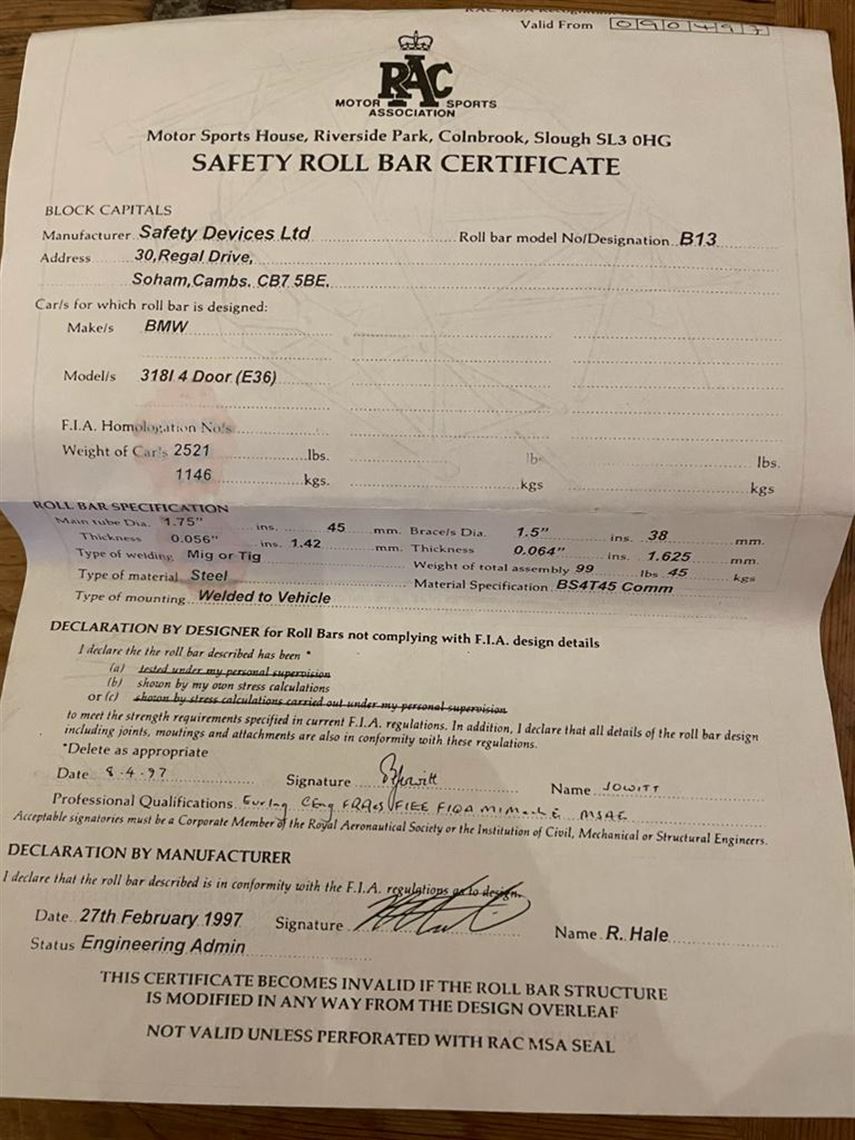 Valid From 090497
RAC
MOTOR SPORTS
ASSOCIATION
Motor Sports House, Riverside Park, Colnbrook, Slough SL3 0HG
SAFETY ROLL BAR CERTIFICATE
BLOCK CAPITALS
Manufacturer Safety Devices Ltd Roll bar model No/Designation B13
Address 30,Regal Drive,
Soham,Cambs. CB7 5BE.
Car/s for which roll bar is designed:
Make/s BMW
Model/s 318I 4 Door (E36)
F.I.A. Homologation No/s
Weight of Car/s 2521 lbs. lbs lbs.
1146 kgs. kgs kgs
ROLL BAR SPECIFICATION
Main tube Dia. 1.75" ins. 45 mm. Brace/s Dia. 1.5" ins. 38 mm.
Thickness 0.056" ins. 1.42 mm. Thickness 0.064" ins. 1.625 mm.
Type of welding Mig or Tig Weight of total assembly 99 lbs 45 kgs
Type of material Steel Material Specification BS4T45 Comm
Type of mounting Welded to Vehicle
DECLARATION BY DESIGNER for Roll Bars not complying with F.I.A. design details
I declare the the roll bar described has been *
(a) tested under my personal supervision
(b) shown by my own stress calculations
or (c) shown by stress calculations carried out under my personal supervision
to meet the strength requirements specified in current F.I.A. regulations. In addition, I declare that all details of the roll bar design
including joints, moutings and attachments are also in conformity with these regulations.
*Delete as appropriate
Date 8.4.97 Signature Name JOWITT
Professional Qualifications EurIng CEng FRAeS FIEE FIQA MIMechE MSAE
Acceptable signatories must be a Corporate Member of the Royal Aeronautical Society or the Institution of Civil, Mechanical or Structural Engineers.
DECLARATION BY MANUFACTURER
I declare that the roll bar described is in conformity with the F.I.A. regulations as to design.
Date 27th February 1997 Signature Name R. Hale
Status Engineering Admin
THIS CERTIFICATE BECOMES INVALID IF THE ROLL BAR STRUCTURE
IS MODIFIED IN ANY WAY FROM THE DESIGN OVERLEAF
NOT VALID UNLESS PERFORATED WITH RAC MSA SEAL